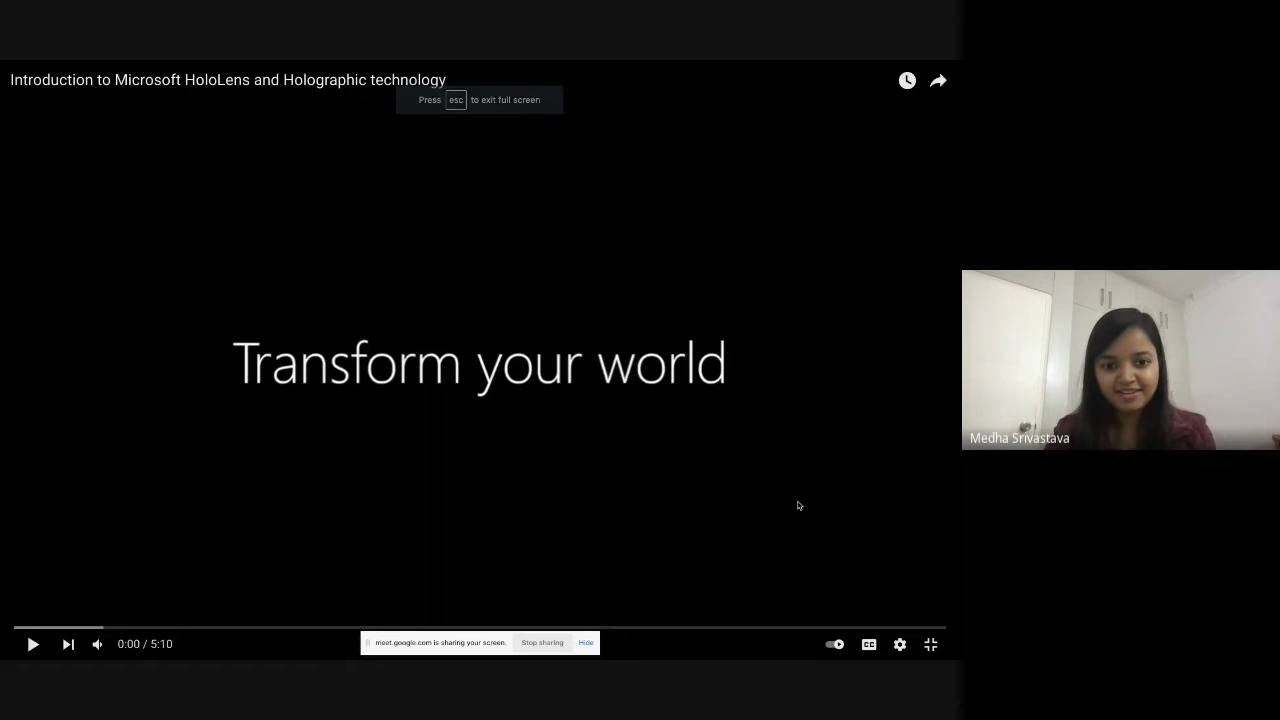 Introduction to Microsoft HoloLens and Holographic technology
Press esc to exit full screen
Transform your world
Medha Srivastava
0:00 / 5:10
meet.google.com is sharing your screen. Stop sharing Hide
CC